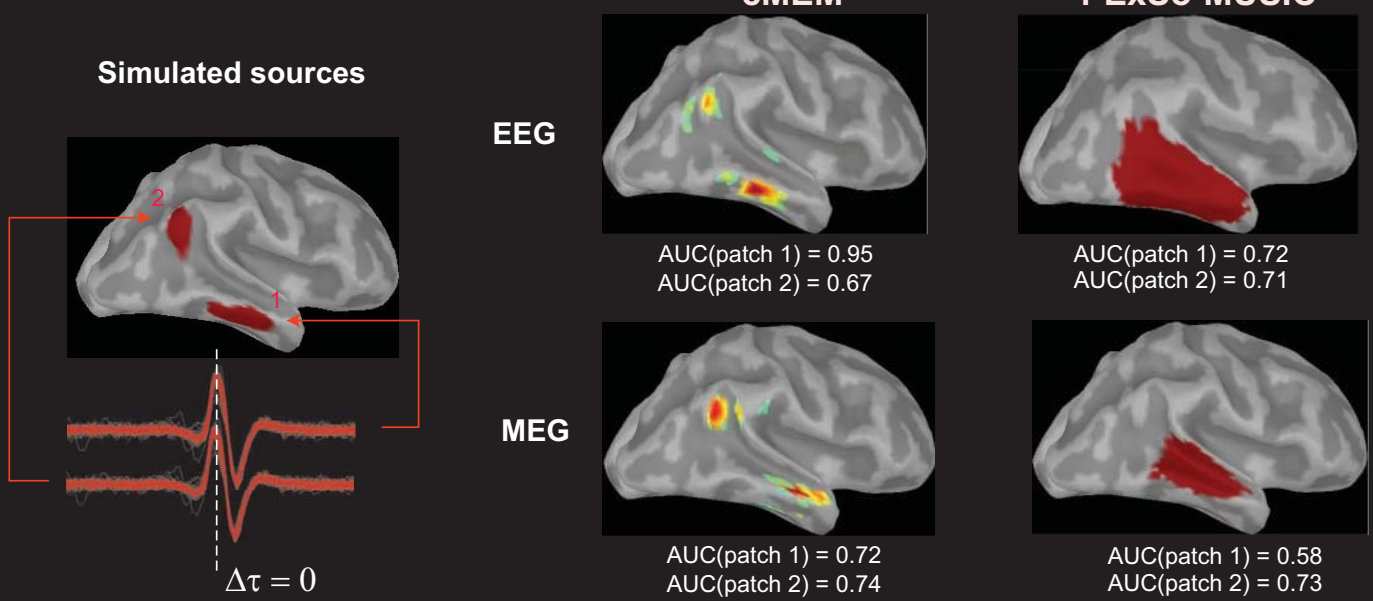 Simulated sources
2
1
Δτ = 0
EEG
AUC(patch 1) = 0.95
AUC(patch 2) = 0.67
AUC(patch 1) = 0.72
AUC(patch 2) = 0.71
MEG
AUC(patch 1) = 0.72
AUC(patch 2) = 0.74
AUC(patch 1) = 0.58
AUC(patch 2) = 0.73